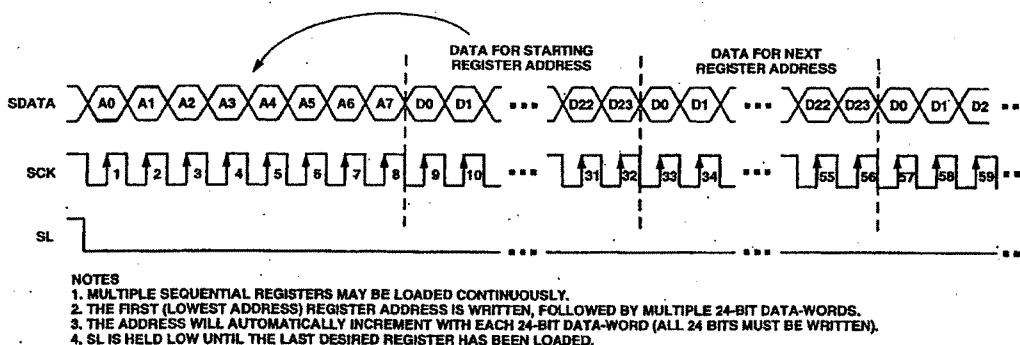 DATA FOR STARTING
REGISTER ADDRESS
DATA FOR NEXT
REGISTER ADDRESS
SDATA A0 A1 A2 A3 A4 A5 A6 A7 D0 D1 ••• D22 D23 D0 D1 ••• D22 D23 D0 D1 D2 ••
SCK 1 2 3 4 5 6 7 8 9 10 ••• 31 32 33 34 ••• 55 56 57 58 59 ••
SL ••• ••• ••
NOTES
1. MULTIPLE SEQUENTIAL REGISTERS MAY BE LOADED CONTINUOUSLY.
2. THE FIRST (LOWEST ADDRESS) REGISTER ADDRESS IS WRITTEN, FOLLOWED BY MULTIPLE 24-BIT DATA-WORDS.
3. THE ADDRESS WILL AUTOMATICALLY INCREMENT WITH EACH 24-BIT DATA-WORD (ALL 24 BITS MUST BE WRITTEN).
4. SL IS HELD LOW UNTIL THE LAST DESIRED REGISTER HAS BEEN LOADED.